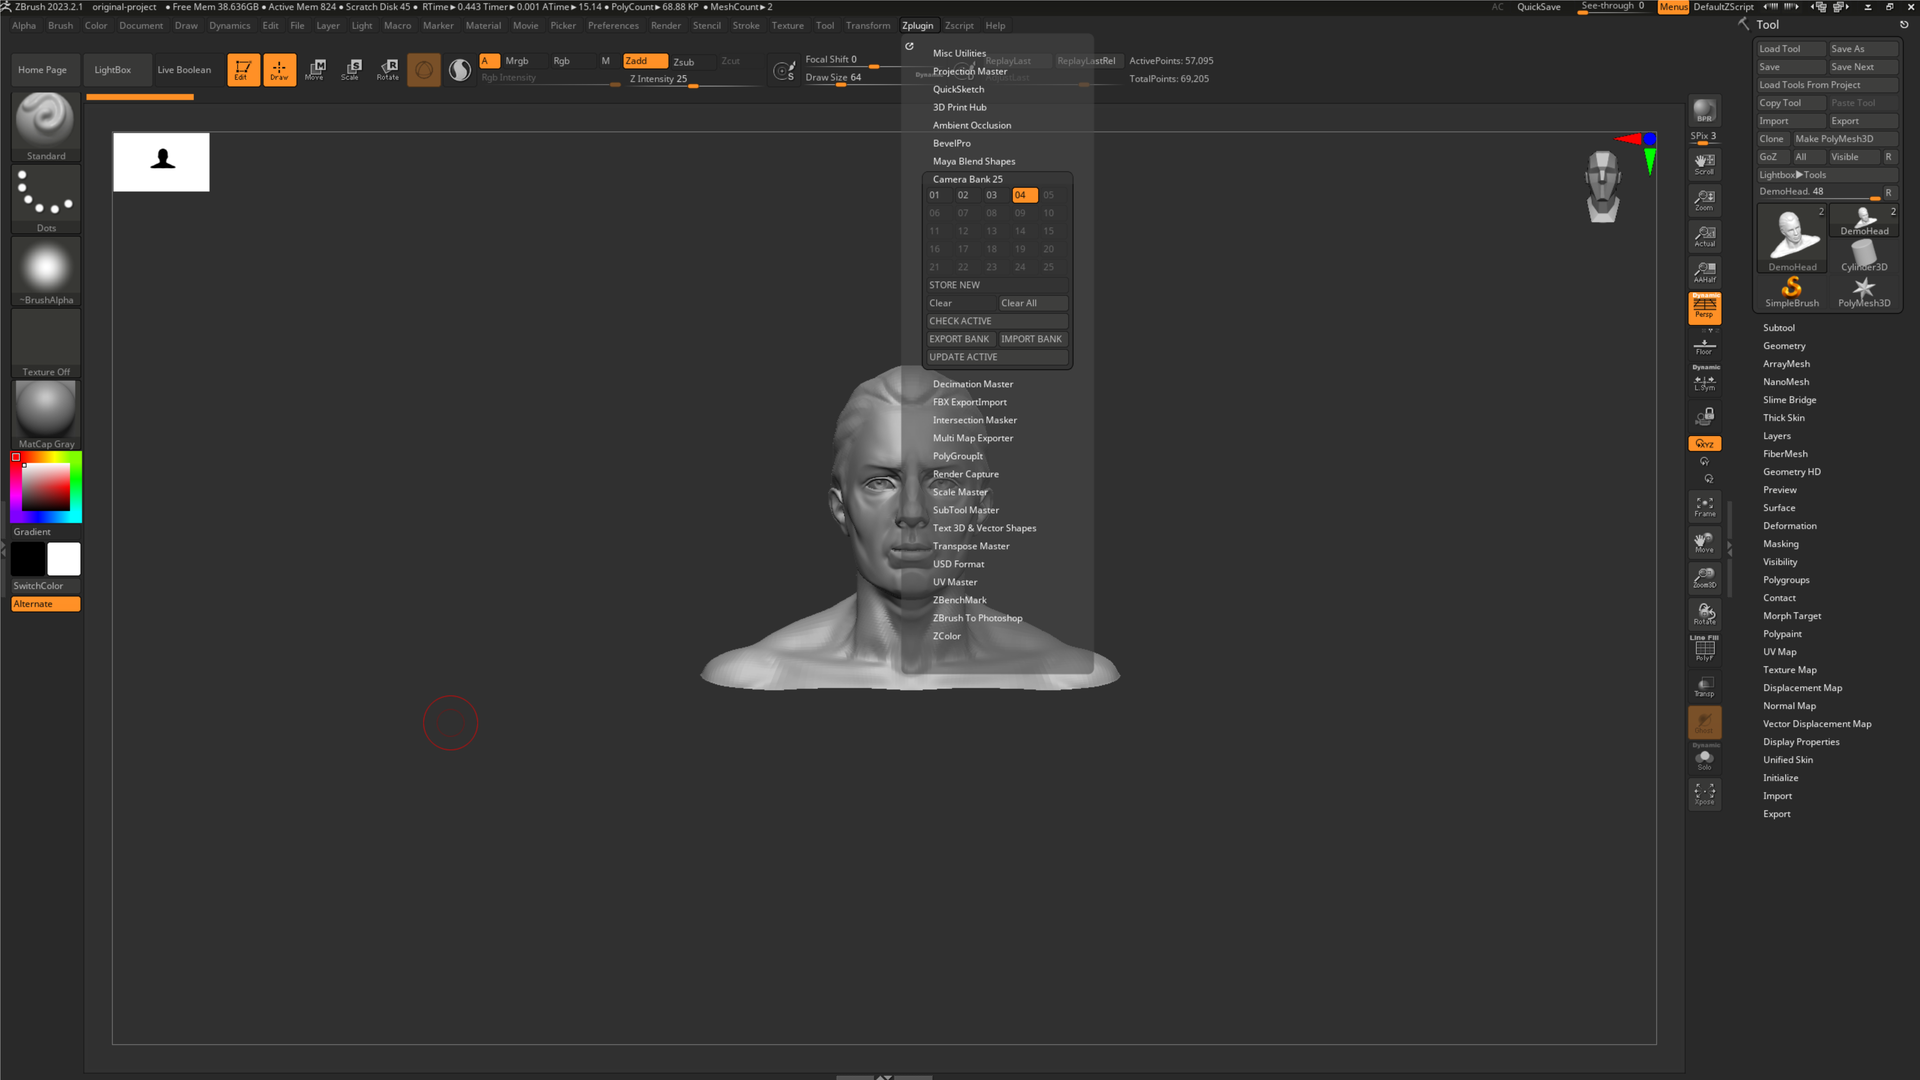 ZBrush 2023.2.1 original-project ● Free Mem 38.636GB ● Active Mem 824 ● Scratch Disk 45 ● RTime►0.443 Timer►0.001 ATime►15.14 ● PolyCount►68.88 KP ● MeshCount►2 AC QuickSave See-through 0 Menus DefaultZScript
Alpha Brush Color Document Draw Dynamics Edit File Layer Light Macro Marker Material Movie Picker Preferences Render Stencil Stroke Texture Tool Transform Zplugin Zscript Help
Home Page LightBox Live Boolean Edit Draw Move Scale Rotate
A Mrgb Rgb M Zadd Zsub Zcut
Rgb Intensity Z Intensity 25
Focal Shift 0
Draw Size 64
ReplayLast ReplayLastRel
ActivePoints: 57,095
TotalPoints: 69,205
Standard
Dots
~BrushAlpha
Texture Off
MatCap Gray
Gradient
SwitchColor
Alternate
Misc Utilities
Projection Master
QuickSketch
3D Print Hub
Ambient Occlusion
BevelPro
Maya Blend Shapes
Camera Bank 25
01 02 03 04 05
06 07 08 09 10
11 12 13 14 15
16 17 18 19 20
21 22 23 24 25
STORE NEW
Clear Clear All
CHECK ACTIVE
EXPORT BANK IMPORT BANK
UPDATE ACTIVE
Decimation Master
FBX ExportImport
Intersection Masker
Multi Map Exporter
PolyGroupIt
Render Capture
Scale Master
SubTool Master
Text 3D & Vector Shapes
Transpose Master
USD Format
UV Master
ZBenchMark
ZBrush To Photoshop
ZColor
BPR
SPix 3
Scroll
Zoom
Actual
AAHalf
Dynamic
Persp
Floor
Dynamic
L.Sym
XYZ
Frame
Move
Zoom3D
Rotate
Line Fill
PolyF
Transp
Ghost
Dynamic
Solo
Xpose
Tool
Load Tool Save As
Save Save Next
Load Tools From Project
Copy Tool Paste Tool
Import Export
Clone Make PolyMesh3D
GoZ All Visible R
Lightbox►Tools
DemoHead. 48 R
2 2
DemoHead
DemoHead Cylinder3D
SimpleBrush PolyMesh3D
Subtool
Geometry
ArrayMesh
NanoMesh
Slime Bridge
Thick Skin
Layers
FiberMesh
Geometry HD
Preview
Surface
Deformation
Masking
Visibility
Polygroups
Contact
Morph Target
Polypaint
UV Map
Texture Map
Displacement Map
Normal Map
Vector Displacement Map
Display Properties
Unified Skin
Initialize
Import
Export